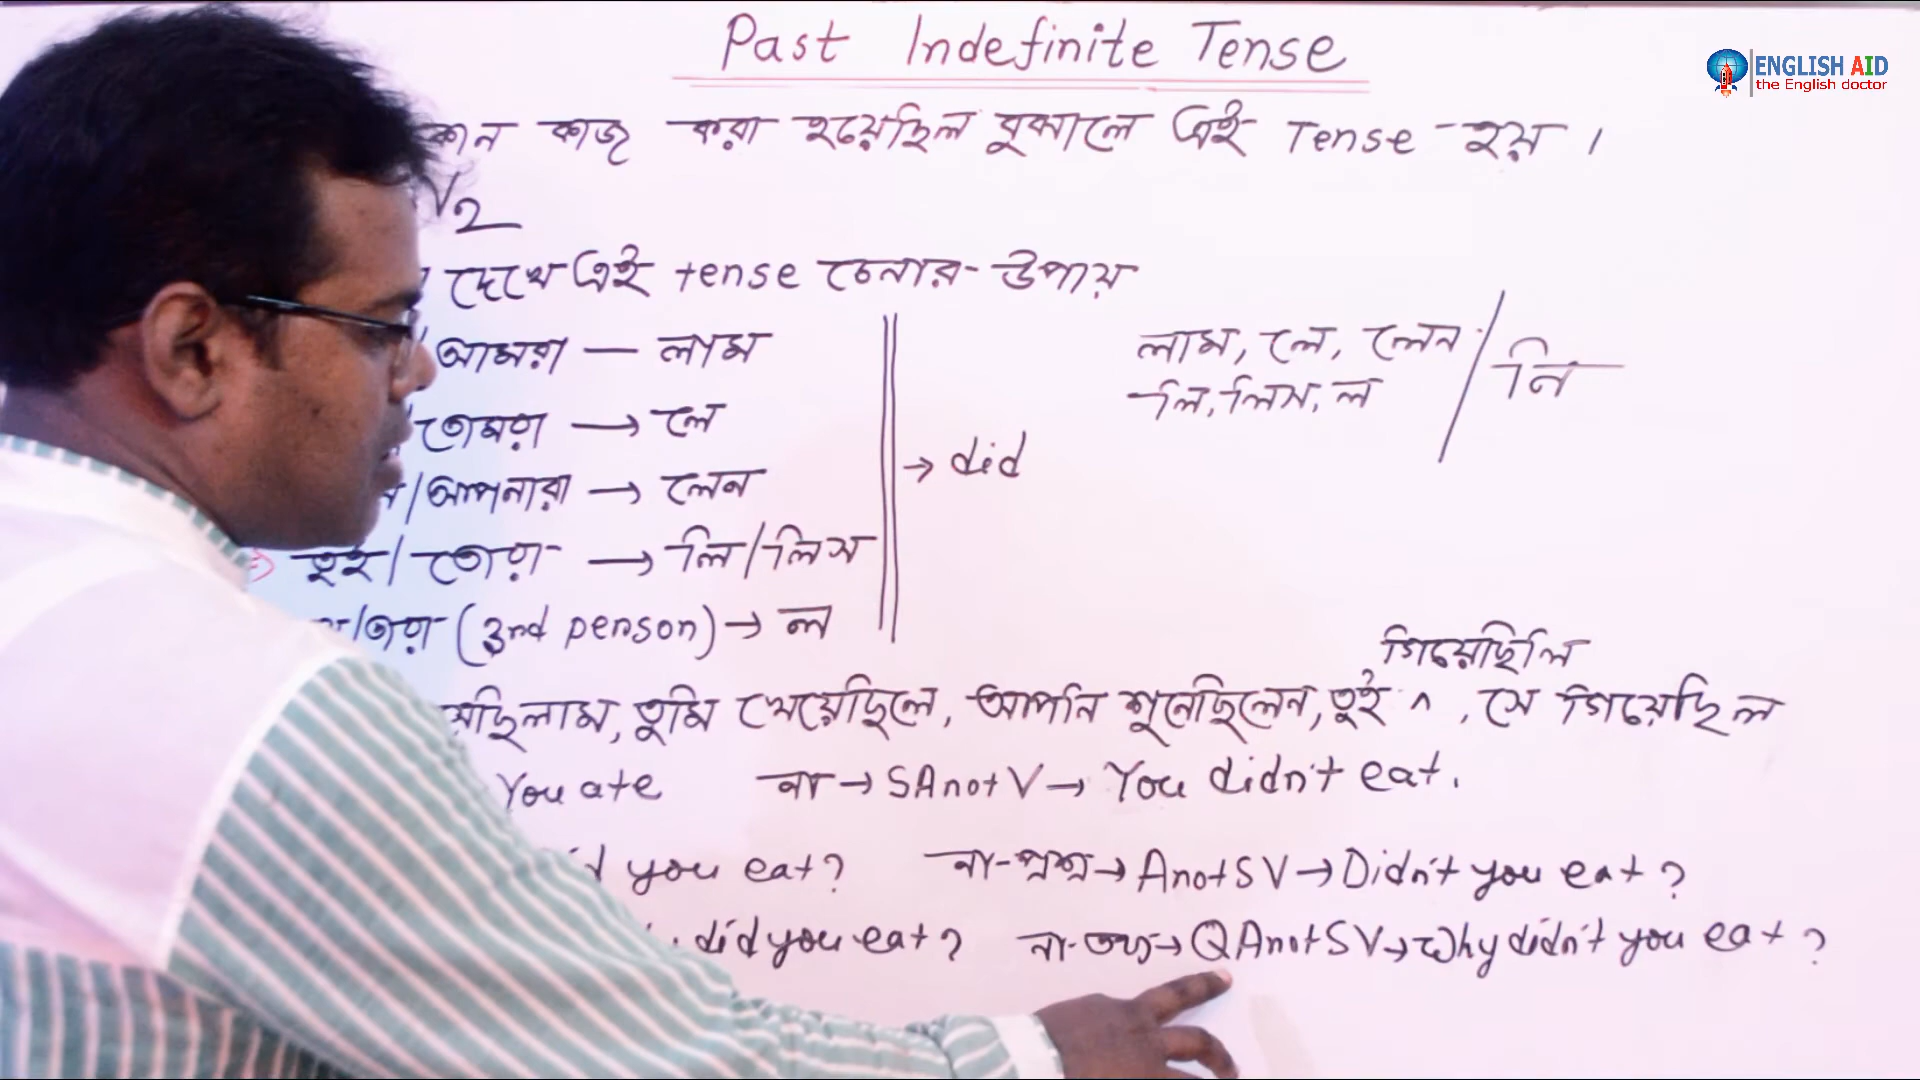 Past Indefinite Tense
ENGLISH AID
the English doctor
কাজ করা হয়েছিল বুঝালে এই Tense হয় ।
V2
দেখে এই tense চেনার উপায়
আমরা — লাম
লাম, লে, লেন / নি
লি, লিস, ল
তোমরা → লে
→ did
/আপনারা → লেন
তুই/তোরা → লি/লিস
/তারা (3nd person) → ল
গিয়েছিলি
তুমি খেয়েছিলে, আপনি শুনেছিলেন, তুই ^, সে গিয়েছিল
You ate না → SAnotV → You didn't eat.
you eat? না-প্রশ্ন → AnotSV → Didn't you eat?
did you eat? না- → QAnotSV → Why didn't you eat?